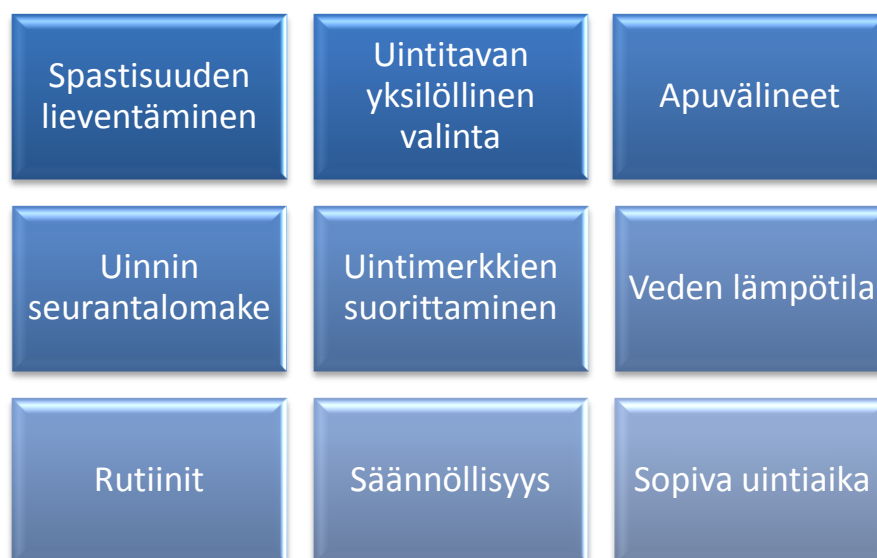 Spastisuuden
lieventäminen
Uintitavan
yksilöllinen
valinta
Apuvälineet
Uinnin
seurantalomake
Uintimerkkien
suorittaminen
Veden lämpötila
Rutiinit
Säännöllisyys
Sopiva uintiaika